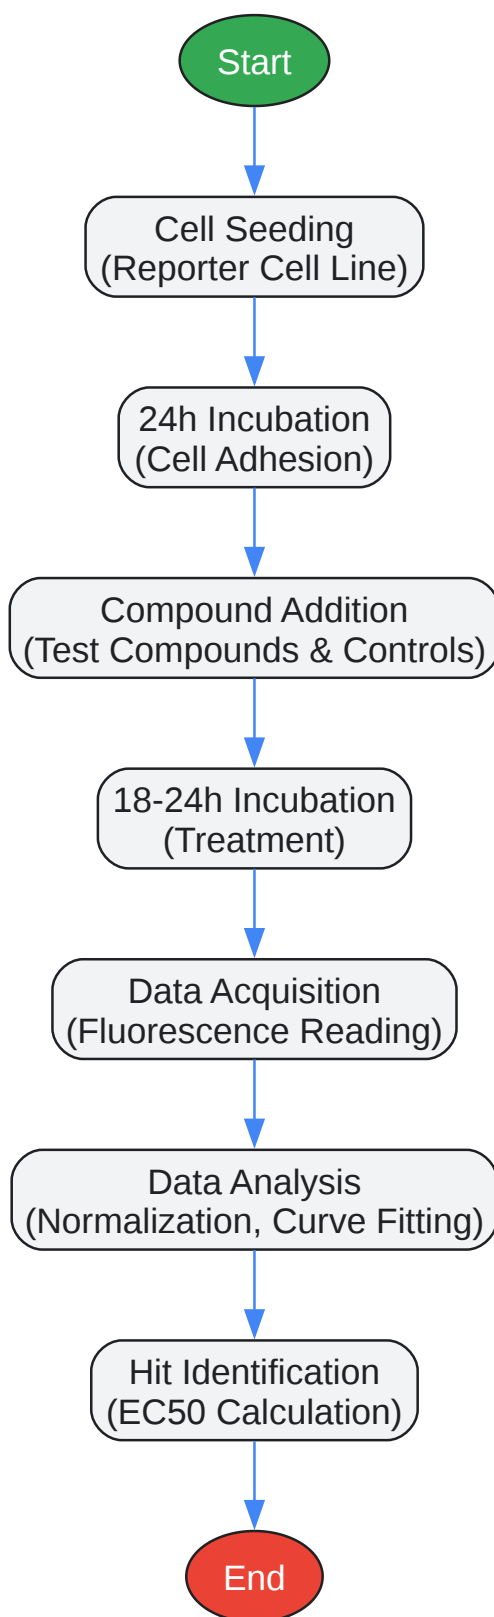 Start
Cell Seeding
(Reporter Cell Line)
24h Incubation
(Cell Adhesion)
Compound Addition
(Test Compounds & Controls)
18-24h Incubation
(Treatment)
Data Acquisition
(Fluorescence Reading)
Data Analysis
(Normalization, Curve Fitting)
Hit Identification
(EC50 Calculation)
End